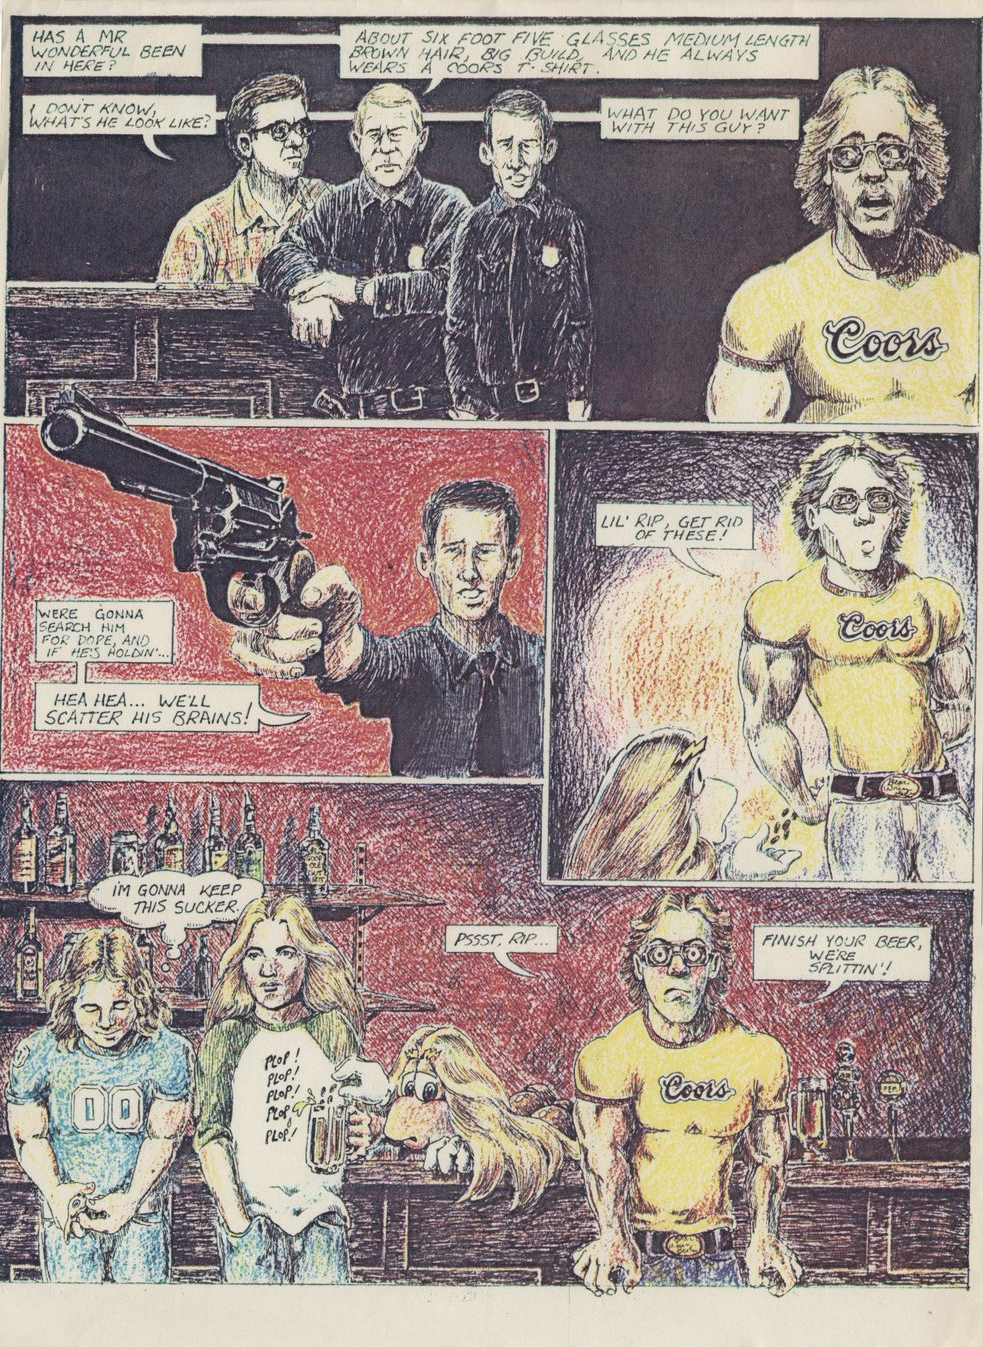 HAS A MR
WONDERFUL BEEN
IN HERE?
ABOUT SIX FOOT FIVE GLASSES MEDIUM LENGTH
BROWN HAIR, BIG BUILD, AND HE ALWAYS
WEARS A COORS T-SHIRT.
I DON'T KNOW,
WHAT'S HE LOOK LIKE?
WHAT DO YOU WANT
WITH THIS GUY?
Coors
WERE GONNA
SEARCH HIM
FOR DOPE, AND
IF HE'S HOLDIN'...
HEA HEA... WE'LL
SCATTER HIS BRAINS!
LIL' RIP, GET RID
OF THESE!
Coors
I'M GONNA KEEP
THIS SUCKER.
PSSST, RIP...
FINISH YOUR BEER,
WE'RE
SPLITTIN'!
00
PLOP!
PLOP!
PLOP!
PLOP!
PLOP!
Coors